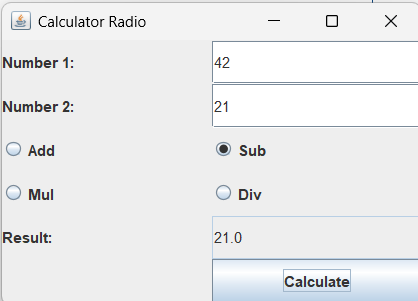 Calculator Radio
Number 1: 42
Number 2: 21
Add Sub
Mul Div
Result: 21.0
Calculate